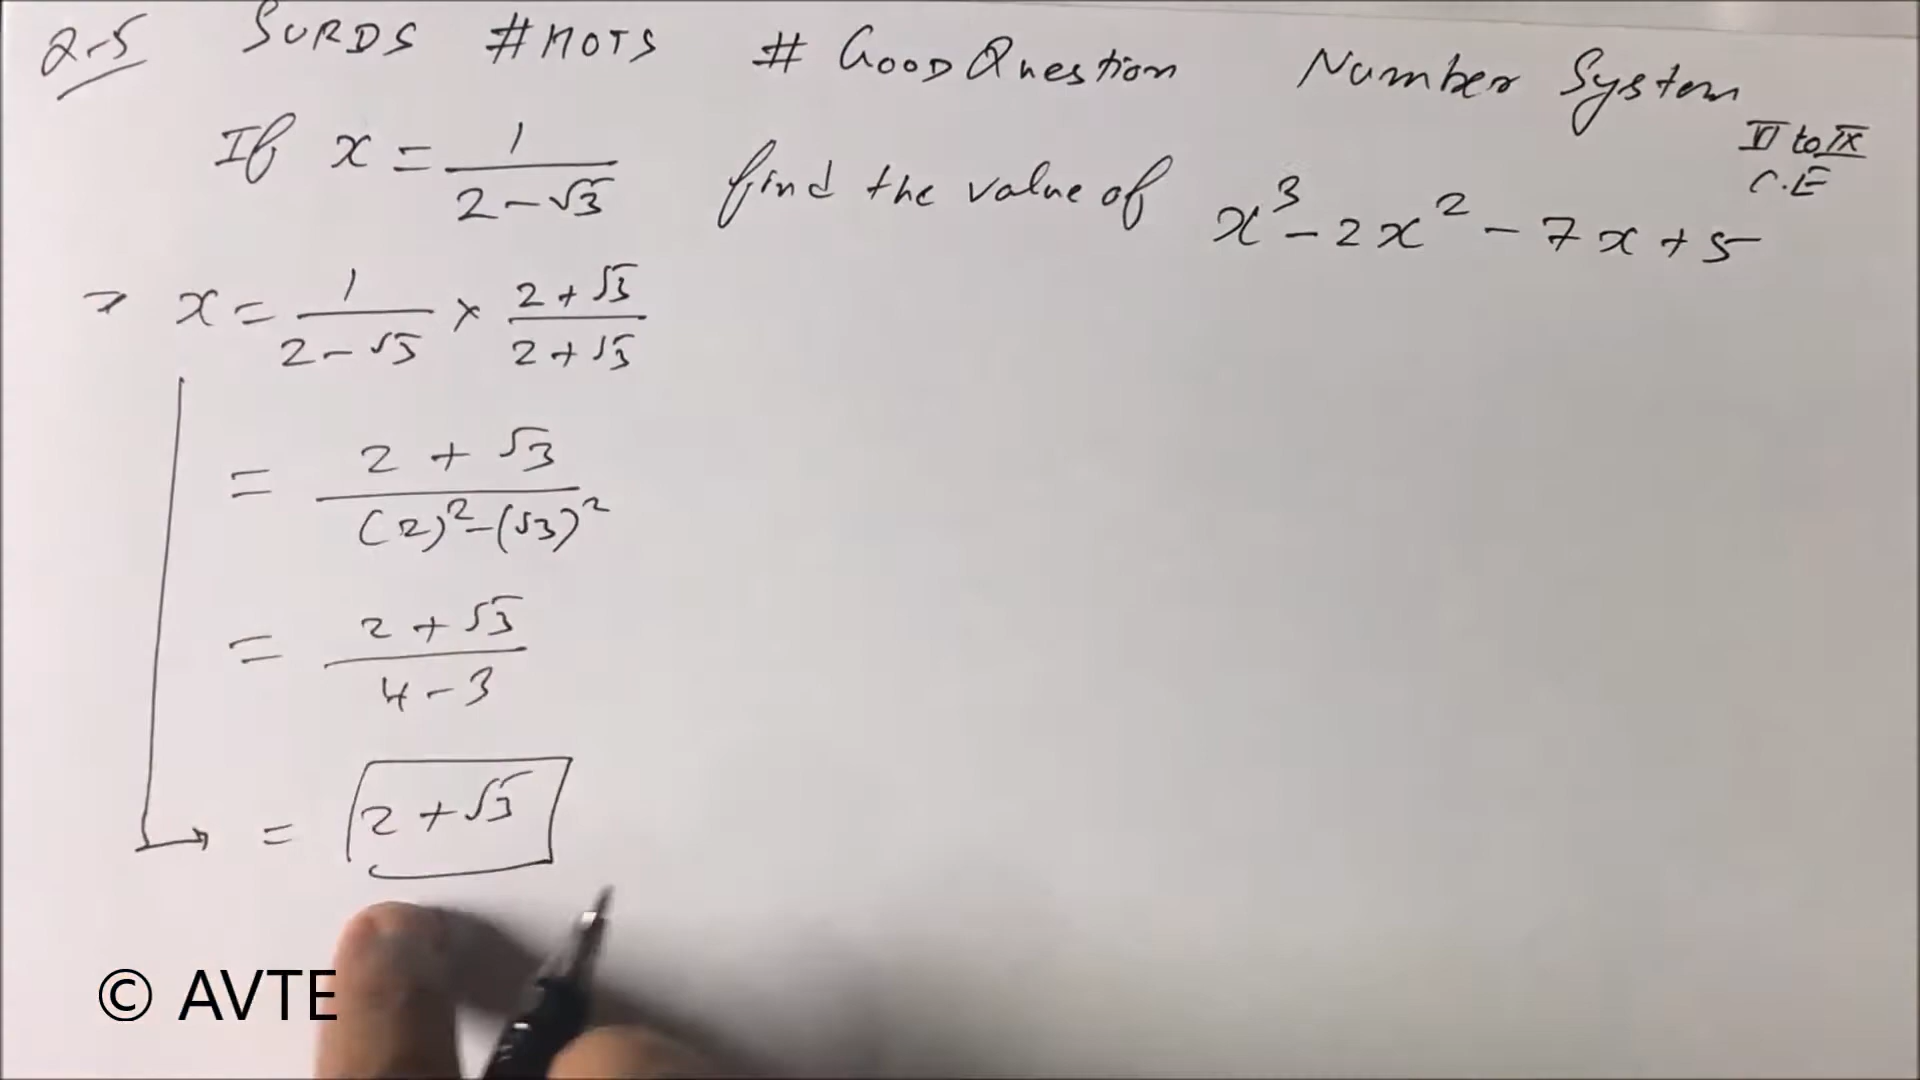 Q-5 SURDS #HOTS # Good Question Number System
VI to IX
C.E
If x = 1/(2-√3) find the value of x³-2x²-7x+5
⇒ x = 1/(2-√3) × (2+√3)/(2+√3)
= (2+√3)/((2)²-(√3)²)
= (2+√3)/(4-3)
= 2+√3
© AVTE